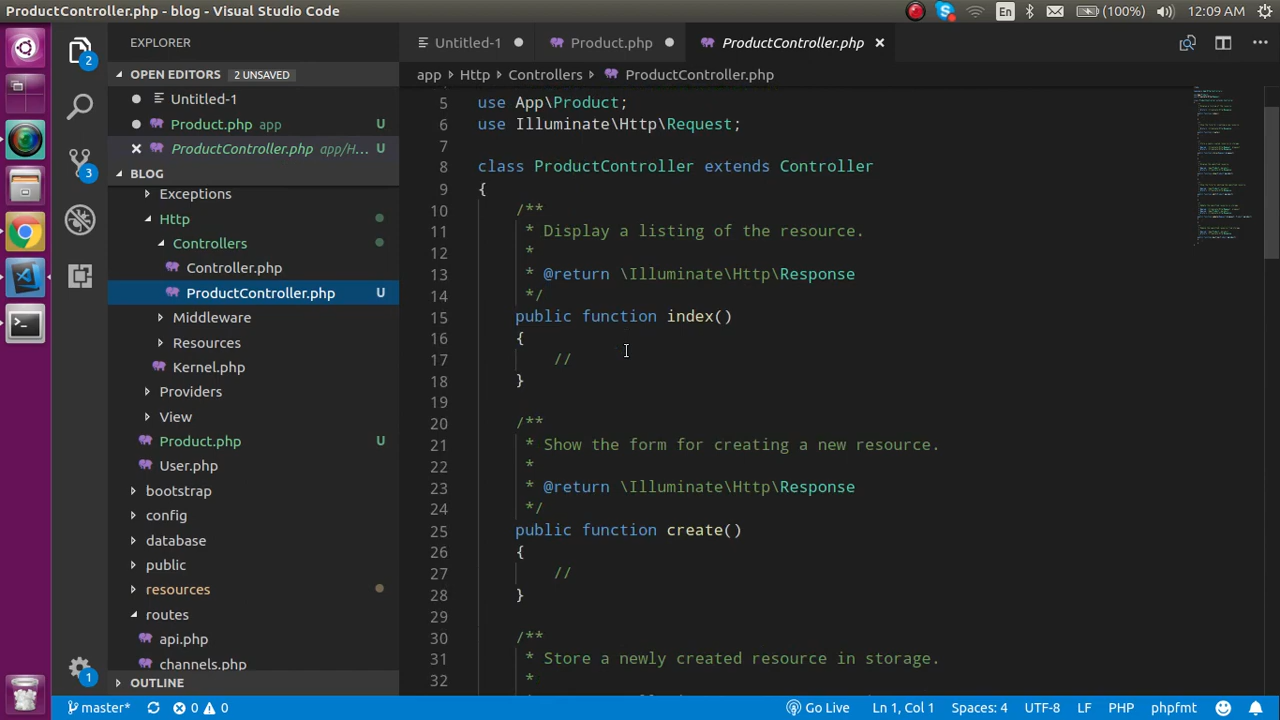 ProductController.php - blog - Visual Studio Code
En
(100%)
12:09 AM
EXPLORER
OPEN EDITORS 2 UNSAVED
Untitled-1
Product.php app U
ProductController.php app/H... U
BLOG
Exceptions
Http
Controllers
Controller.php
ProductController.php U
Middleware
Resources
Kernel.php
Providers
View
Product.php U
User.php
bootstrap
config
database
public
resources
routes
api.php
channels.php
OUTLINE
2
3
1
Untitled-1
Product.php
ProductController.php
app > Http > Controllers > ProductController.php
5 use App\Product;
6 use Illuminate\Http\Request;
7
8 class ProductController extends Controller
9 {
10 /**
11 * Display a listing of the resource.
12 *
13 * @return \Illuminate\Http\Response
14 */
15 public function index()
16 {
17 //
18 }
19
20 /**
21 * Show the form for creating a new resource.
22 *
23 * @return \Illuminate\Http\Response
24 */
25 public function create()
26 {
27 //
28 }
29
30 /**
31 * Store a newly created resource in storage.
32 *
master* 0 0 Go Live Ln 1, Col 1 Spaces: 4 UTF-8 LF PHP phpfmt